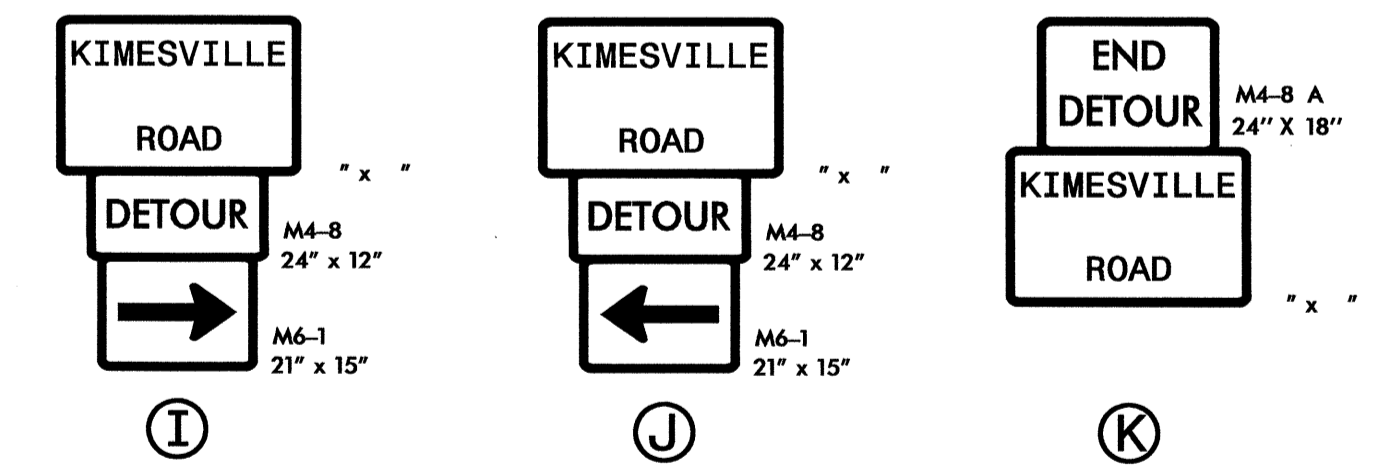 KIMESVILLE
ROAD
" x "
DETOUR
M4–8
24" x 12"
M6–1
21" x 15"
I
KIMESVILLE
ROAD
" x "
DETOUR
M4–8
24" x 12"
M6–1
21" x 15"
J
END
DETOUR
M4–8 A
24" X 18"
KIMESVILLE
ROAD
" x "
K